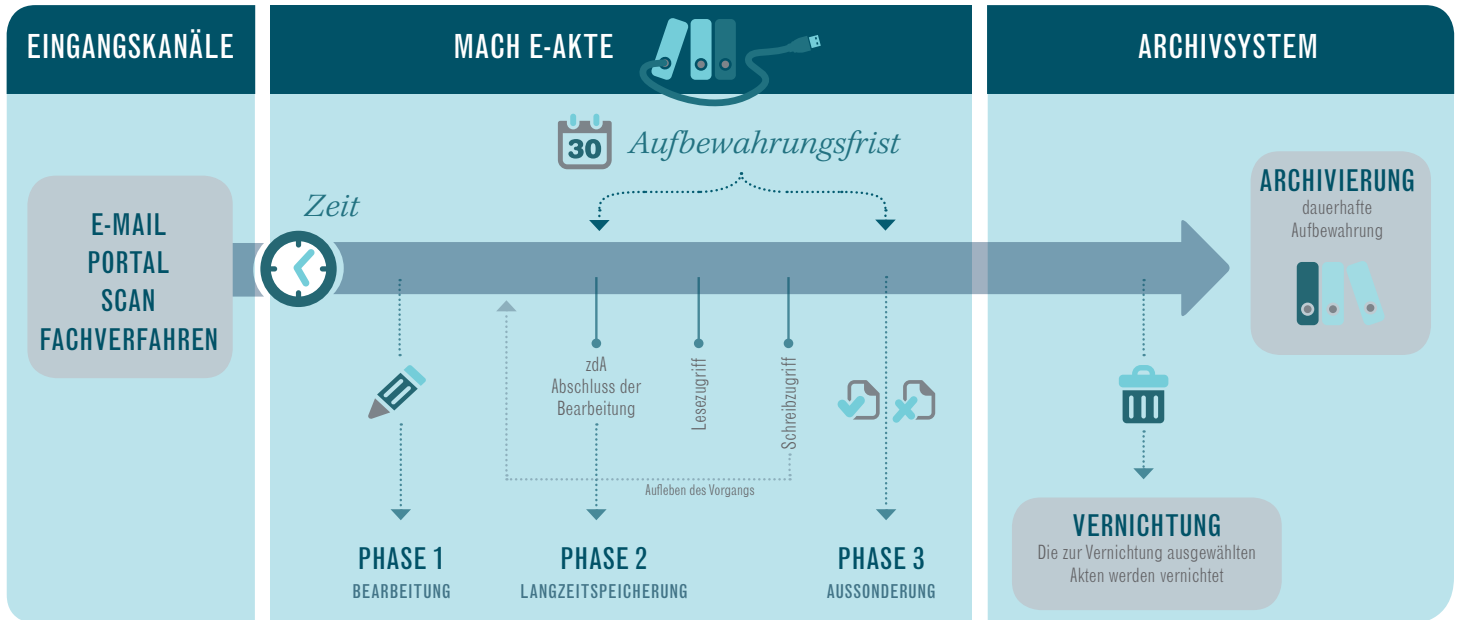 EINGANGSKANÄLE
MACH E-AKTE
ARCHIVSYSTEM
30
Aufbewahrungsfrist
Zeit
E-MAIL
PORTAL
SCAN
FACHVERFAHREN
ARCHIVIERUNG
dauerhafte
Aufbewahrung
zdA
Abschluss der
Bearbeitung
Lesezugriff
Schreibzugriff
Aufleben des Vorgangs
PHASE 1
BEARBEITUNG
PHASE 2
LANGZEITSPEICHERUNG
PHASE 3
AUSSONDERUNG
VERNICHTUNG
Die zur Vernichtung ausgewählten
Akten werden vernichtet